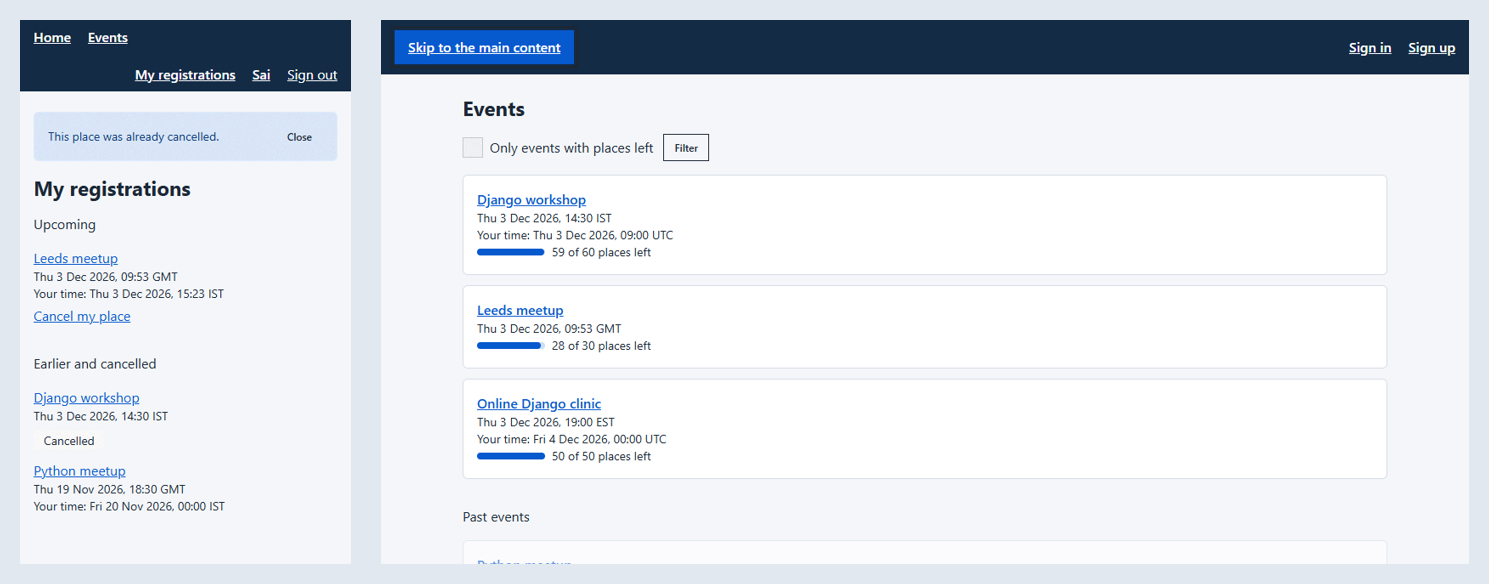 Home Events
My registrations Sai Sign out
This place was already cancelled. Close
My registrations
Upcoming
Leeds meetup
Thu 3 Dec 2026, 09:53 GMT
Your time: Thu 3 Dec 2026, 15:23 IST
Cancel my place
Earlier and cancelled
Django workshop
Thu 3 Dec 2026, 14:30 IST
Cancelled
Python meetup
Thu 19 Nov 2026, 18:30 GMT
Your time: Fri 20 Nov 2026, 00:00 IST
Skip to the main content Sign in Sign up
Events
Only events with places left Filter
Django workshop
Thu 3 Dec 2026, 14:30 IST
Your time: Thu 3 Dec 2026, 09:00 UTC
59 of 60 places left
Leeds meetup
Thu 3 Dec 2026, 09:53 GMT
28 of 30 places left
Online Django clinic
Thu 3 Dec 2026, 19:00 EST
Your time: Fri 4 Dec 2026, 00:00 UTC
50 of 50 places left
Past events
Python meetup